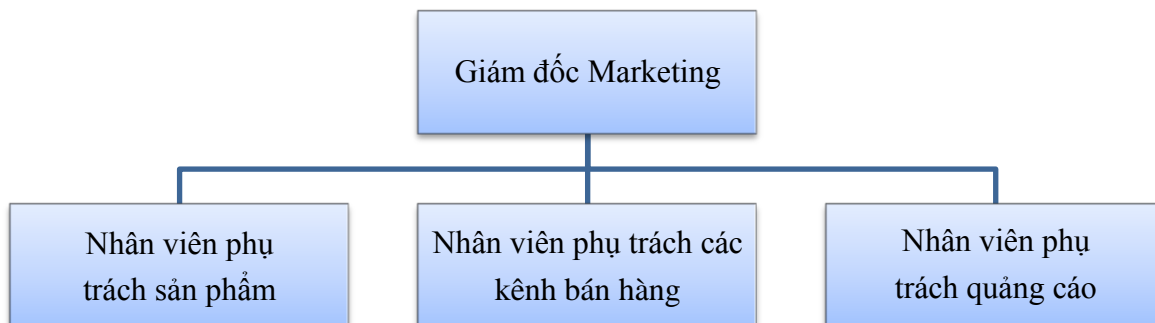 Giám đốc Marketing
Nhân viên phụ
trách sản phẩm
Nhân viên phụ trách các
kênh bán hàng
Nhân viên phụ
trách quảng cáo